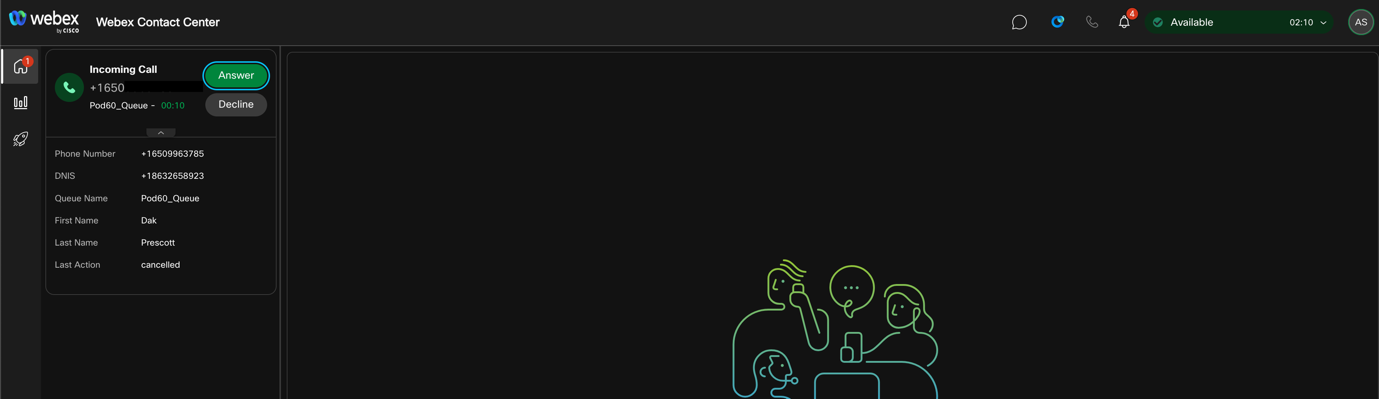 webex
by CISCO
Webex Contact Center
4
Available
02:10
AS
1
Incoming Call
+1650
Answer
Pod60_Queue - 00:10
Decline
Phone Number +16509963785
DNIS +18632658923
Queue Name Pod60_Queue
First Name Dak
Last Name Prescott
Last Action cancelled